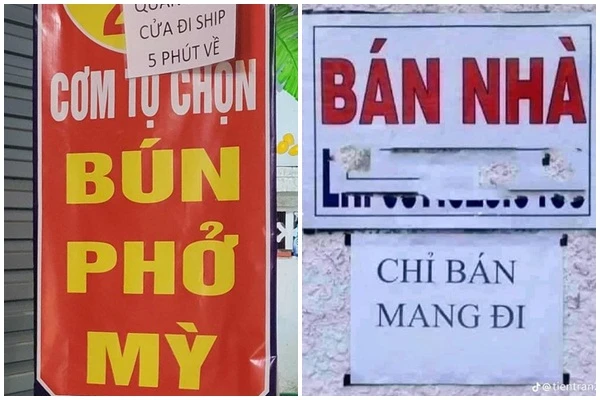 CỬA ĐI SHIP
5 PHÚT VỀ
CƠM TỰ CHỌN
BÚN
PHỞ
MỲ
BÁN NHÀ
CHỈ BÁN
MANG ĐI
@tientran